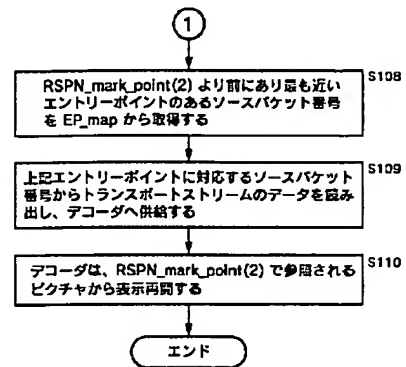 1
RSPN_mark_point(2) より前にあり最も近い
エントリーポイントのあるソースパケット番号
を EP_map から取得する
S108
上記エントリーポイントに対応するソースパケット
番号からトランスポートストリームのデータを読み
出し、デコーダへ供給する
S109
デコーダは、RSPN_mark_point(2) で参照される
ピクチャから表示再開する
S110
エンド